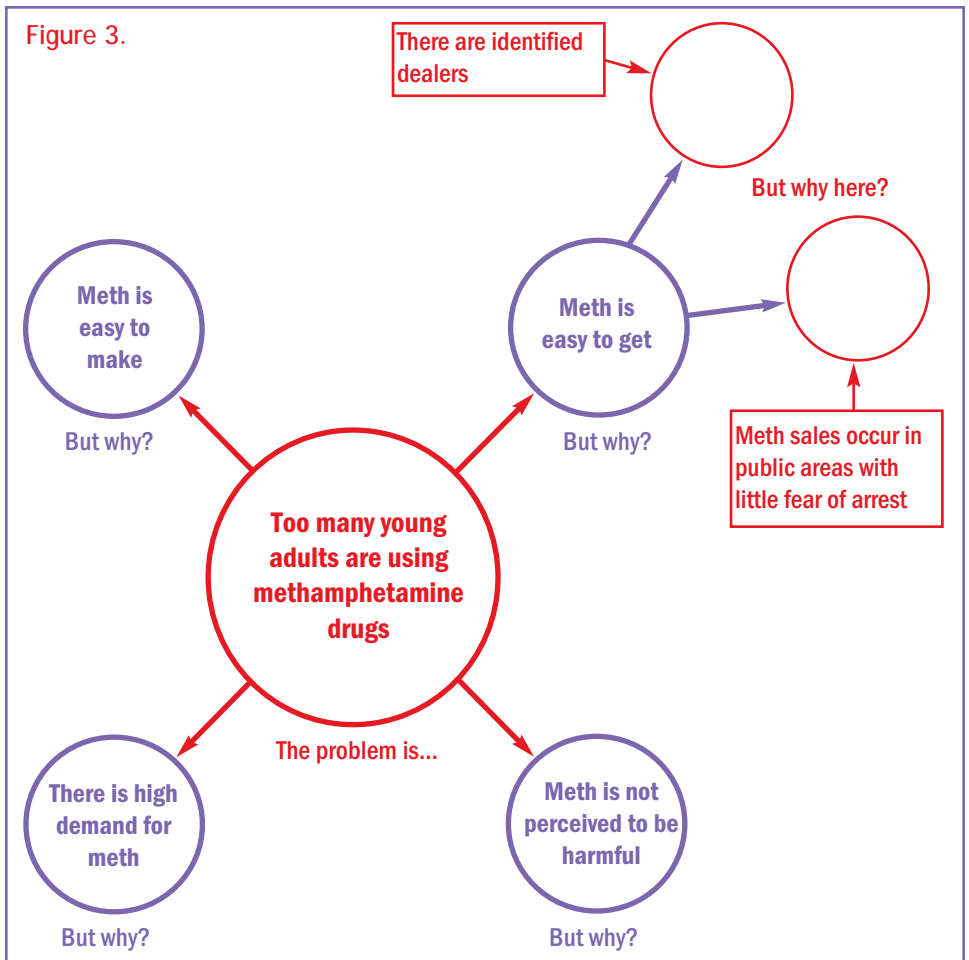 Figure 3.
There are identified
dealers
But why here?
Meth is
easy to
make
But why?
Meth is
easy to get
But why?
Meth sales occur in
public areas with
little fear of arrest
Too many young
adults are using
methamphetamine
drugs
The problem is...
There is high
demand for
meth
But why?
Meth is not
perceived to be
harmful
But why?